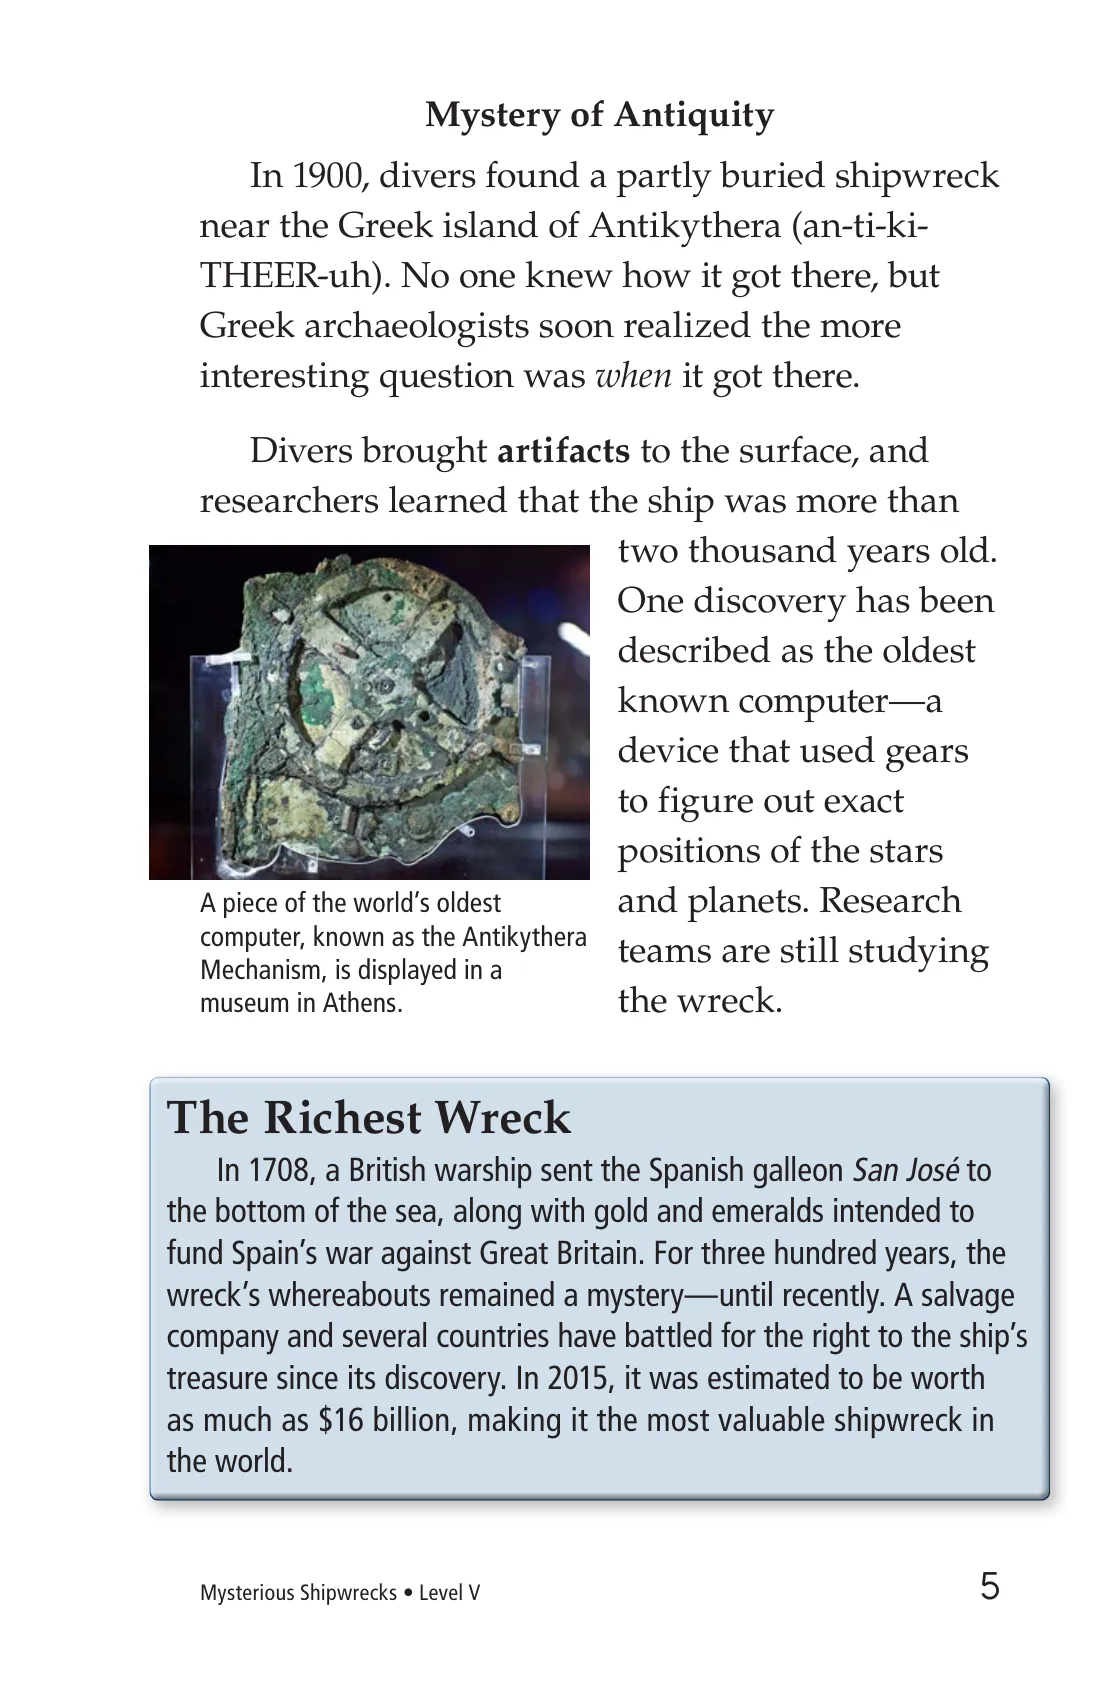 Mystery of Antiquity
In 1900, divers found a partly buried shipwreck
near the Greek island of Antikythera (an-ti-ki-
THEER-uh). No one knew how it got there, but
Greek archaeologists soon realized the more
interesting question was when it got there.
Divers brought artifacts to the surface, and
researchers learned that the ship was more than
two thousand years old.
One discovery has been
described as the oldest
known computer—a
device that used gears
to figure out exact
positions of the stars
and planets. Research
teams are still studying
the wreck.
A piece of the world’s oldest
computer, known as the Antikythera
Mechanism, is displayed in a
museum in Athens.
The Richest Wreck
In 1708, a British warship sent the Spanish galleon San José to
the bottom of the sea, along with gold and emeralds intended to
fund Spain’s war against Great Britain. For three hundred years, the
wreck’s whereabouts remained a mystery—until recently. A salvage
company and several countries have battled for the right to the ship’s
treasure since its discovery. In 2015, it was estimated to be worth
as much as $16 billion, making it the most valuable shipwreck in
the world.
Mysterious Shipwrecks • Level V
5